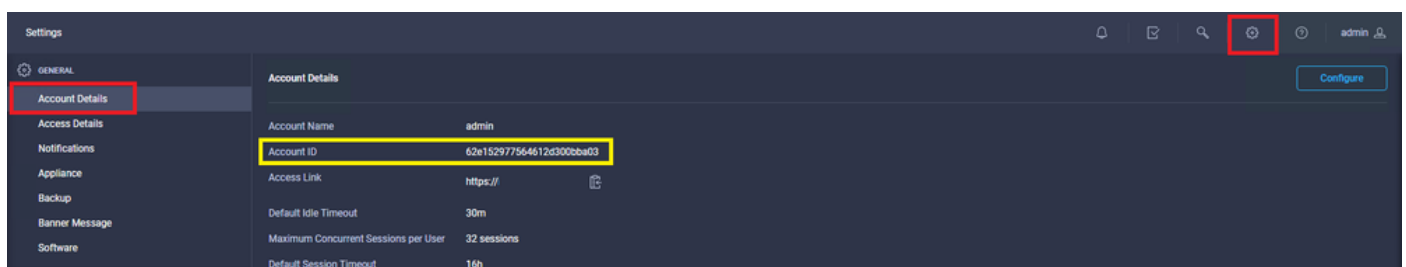 Settings
admin
GENERAL
Account Details
Access Details
Notifications
Appliance
Backup
Banner Message
Software
Account Details
Configure
Account Name admin
Account ID 62e152977564612d300bba03
Access Link https://
Default Idle Timeout 30m
Maximum Concurrent Sessions per User 32 sessions
Default Session Timeout 16h